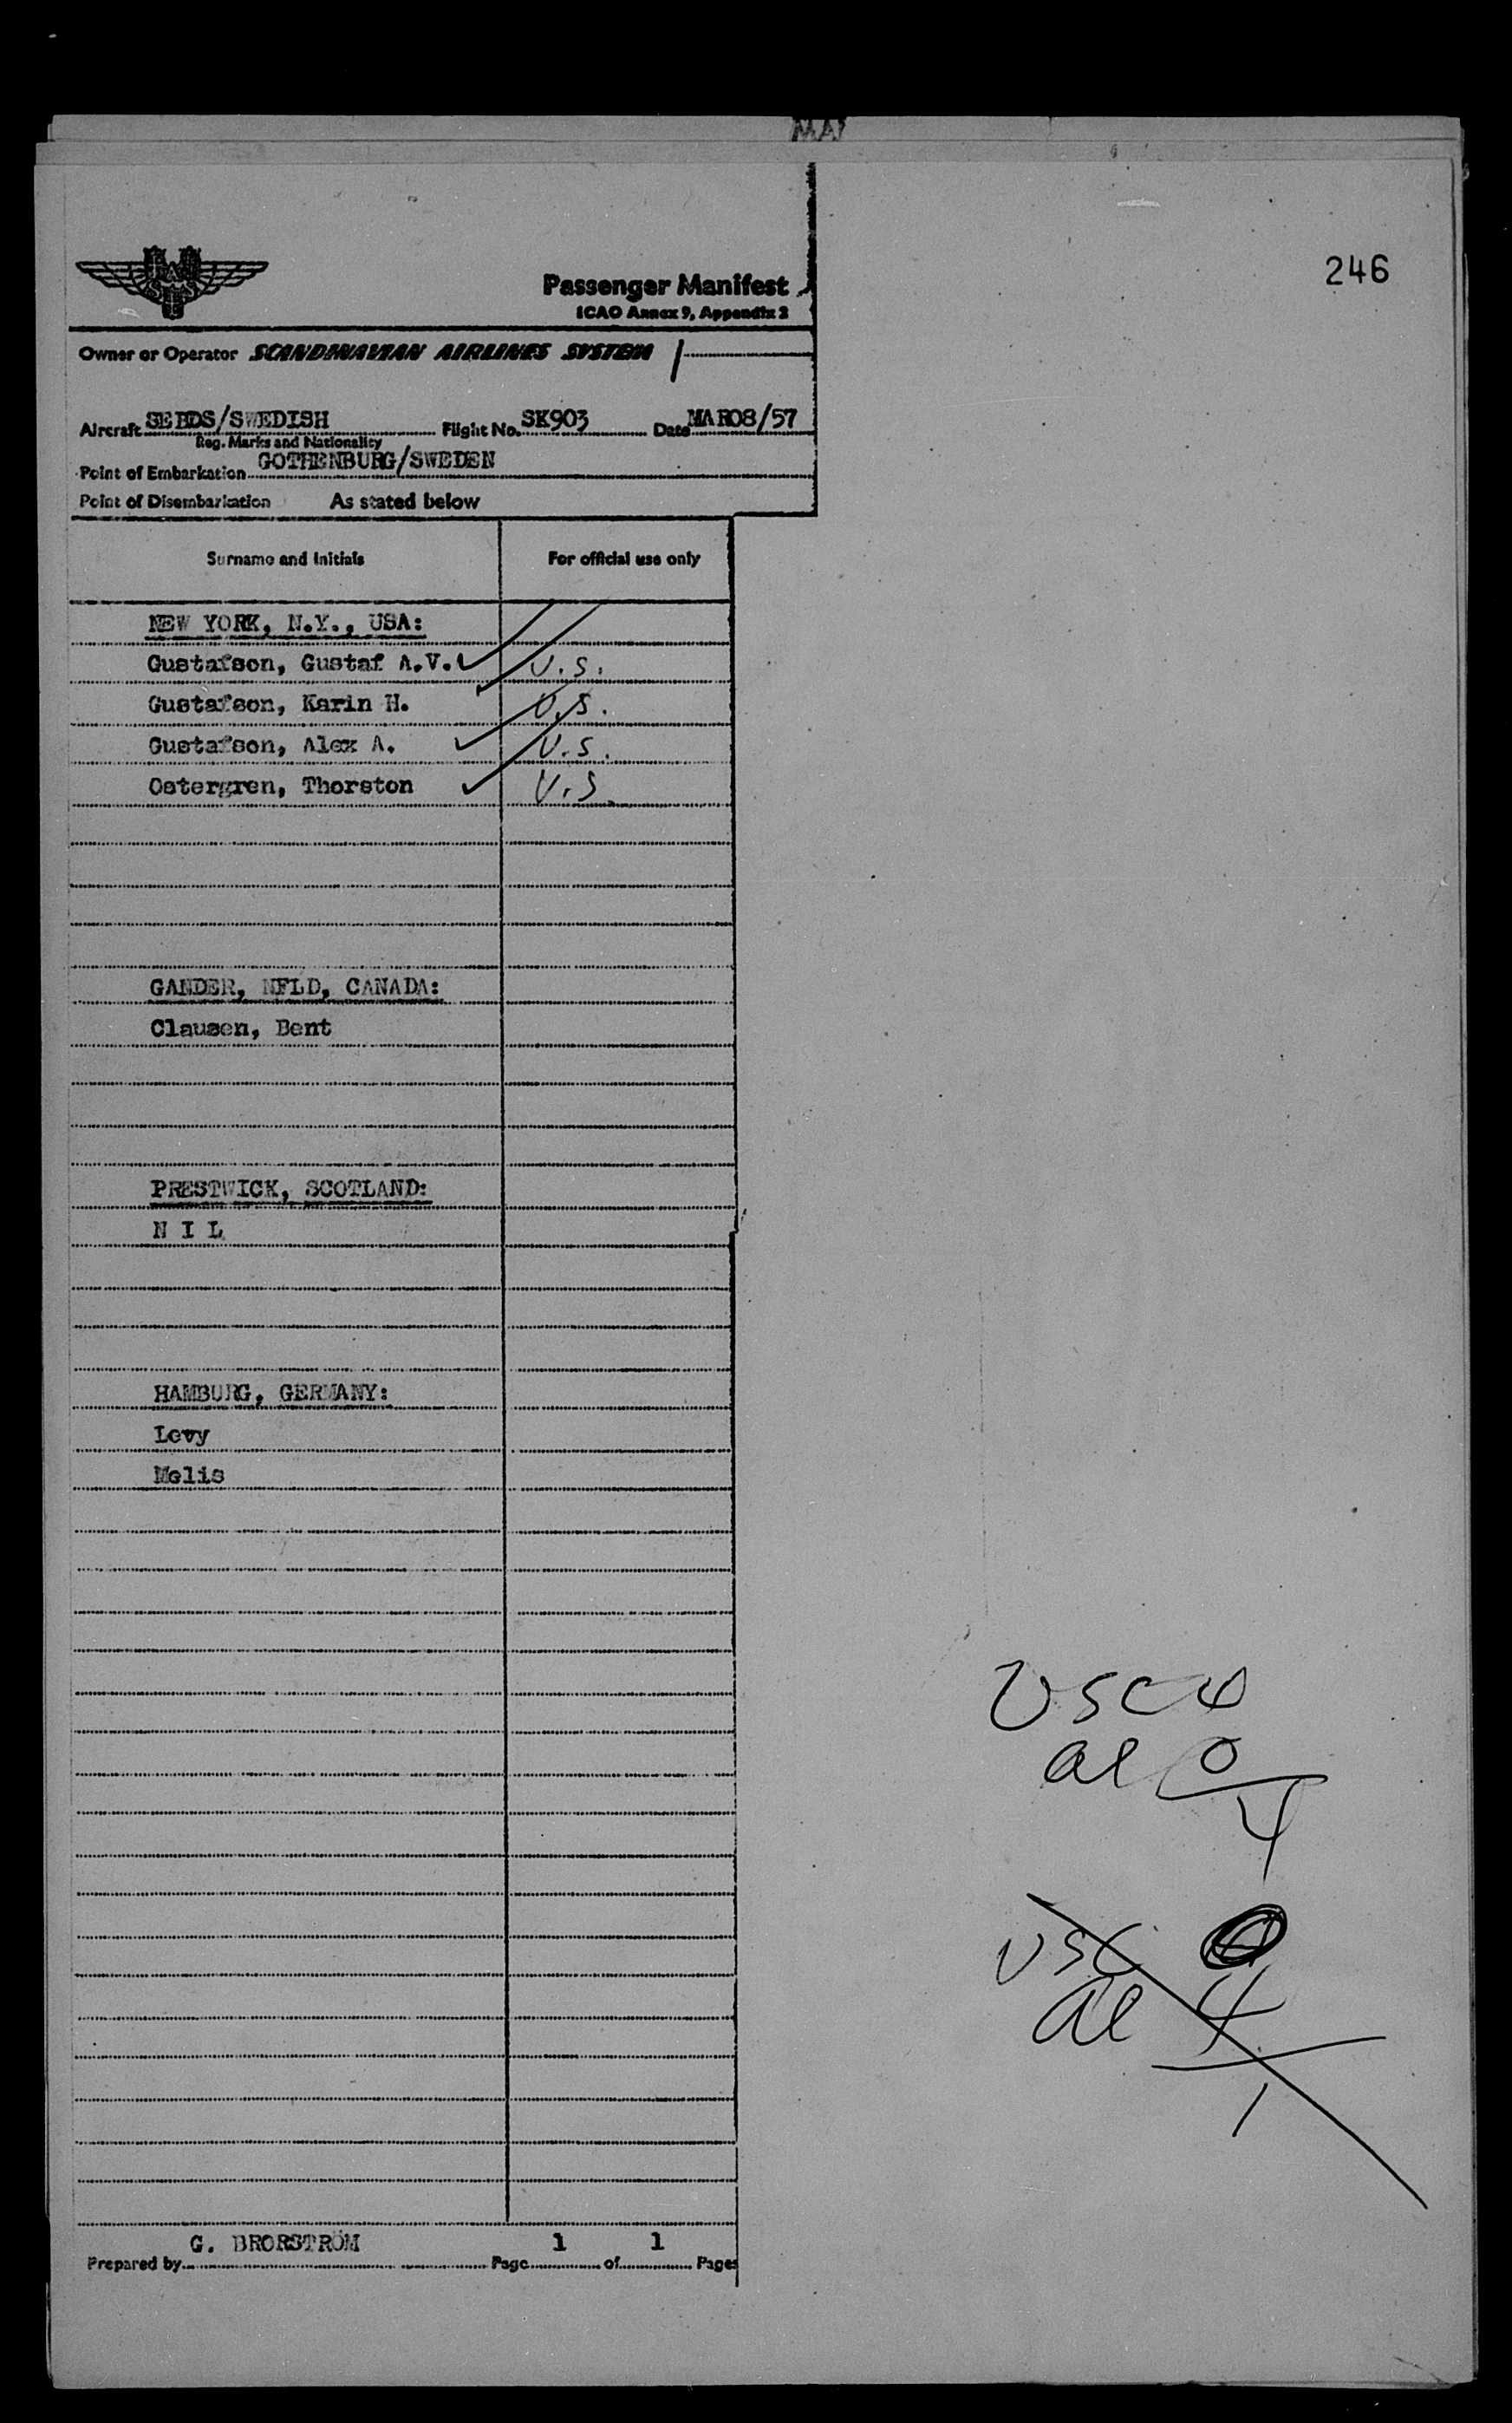 MAY
246
Passenger Manifest
ICAO Annex 9, Appendix 2
Owner or Operator SCANDINAVIAN AIRLINES SYSTEM
Aircraft SEBDS/SWEDISH Flight No. SK903 Date MAR08/57
Reg. Marks and Nationality
Point of Embarkation GOTHENBURG/SWEDEN
Point of Disembarkation As stated below
Surname and Initials For official use only
NEW YORK, N.Y., USA:
Gustafson, Gustaf A.V. U.S.
Gustafson, Karin H. U.S.
Gustafson, Alex A. U.S.
Ostergren, Thorston U.S.
GANDER, NFLD, CANADA:
Clausen, Bent
PRESTWICK, SCOTLAND:
N I L
HAMBURG, GERMANY:
Levy
Melis
USC 4
al 0
4
USC
al 4
1
G. BRORSTRÖM 1 1
Prepared by Page of Pages